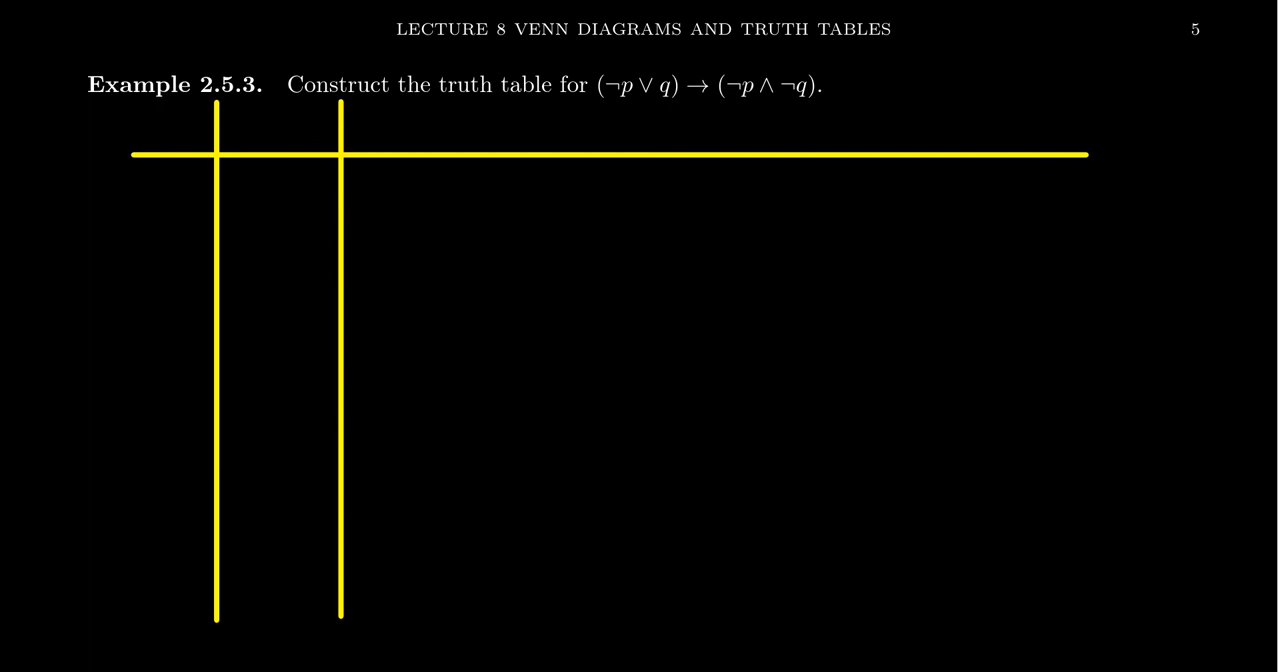 LECTURE 8 VENN DIAGRAMS AND TRUTH TABLES 5
Example 2.5.3. Construct the truth table for (¬p ∨ q) → (¬p ∧ ¬q).